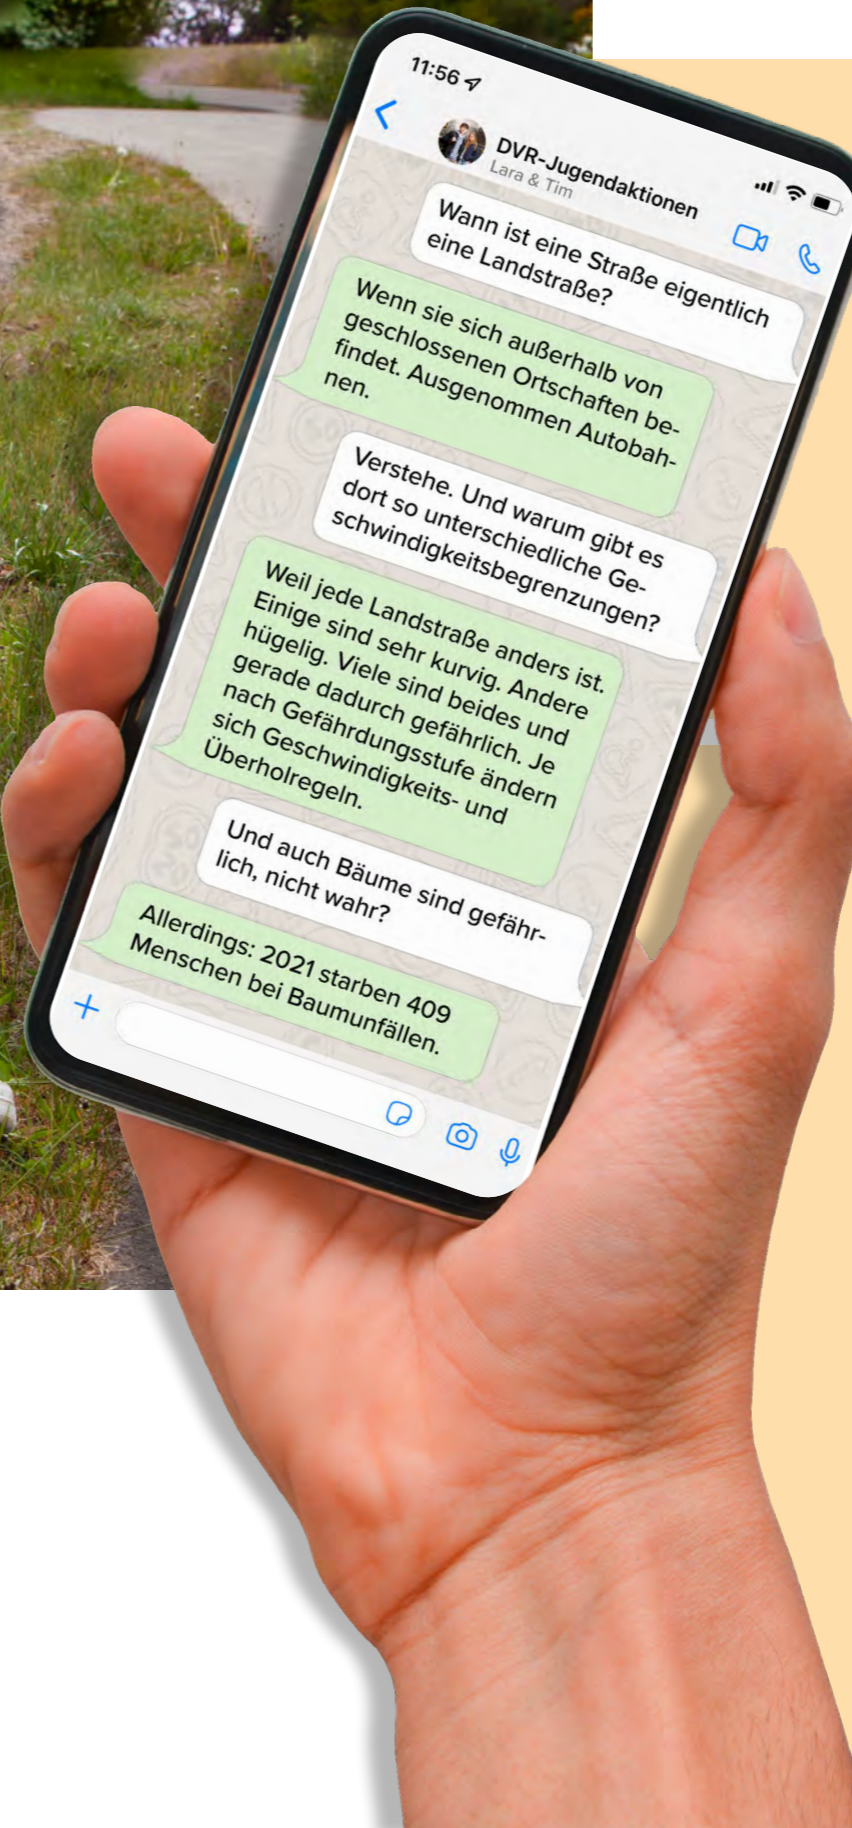 11:56
DVR-Jugendaktionen
Lara & Tim
Wann ist eine Straße eigentlich
eine Landstraße?
Wenn sie sich außerhalb von
geschlossenen Ortschaften be-
findet. Ausgenommen Autobah-
nen.
Verstehe. Und warum gibt es
dort so unterschiedliche Ge-
schwindigkeitsbegrenzungen?
Weil jede Landstraße anders ist.
Einige sind sehr kurvig. Andere
hügelig. Viele sind beides und
gerade dadurch gefährlich. Je
nach Gefährdungsstufe ändern
sich Geschwindigkeits- und
Überholregeln.
Und auch Bäume sind gefähr-
lich, nicht wahr?
Allerdings: 2021 starben 409
Menschen bei Baumunfällen.